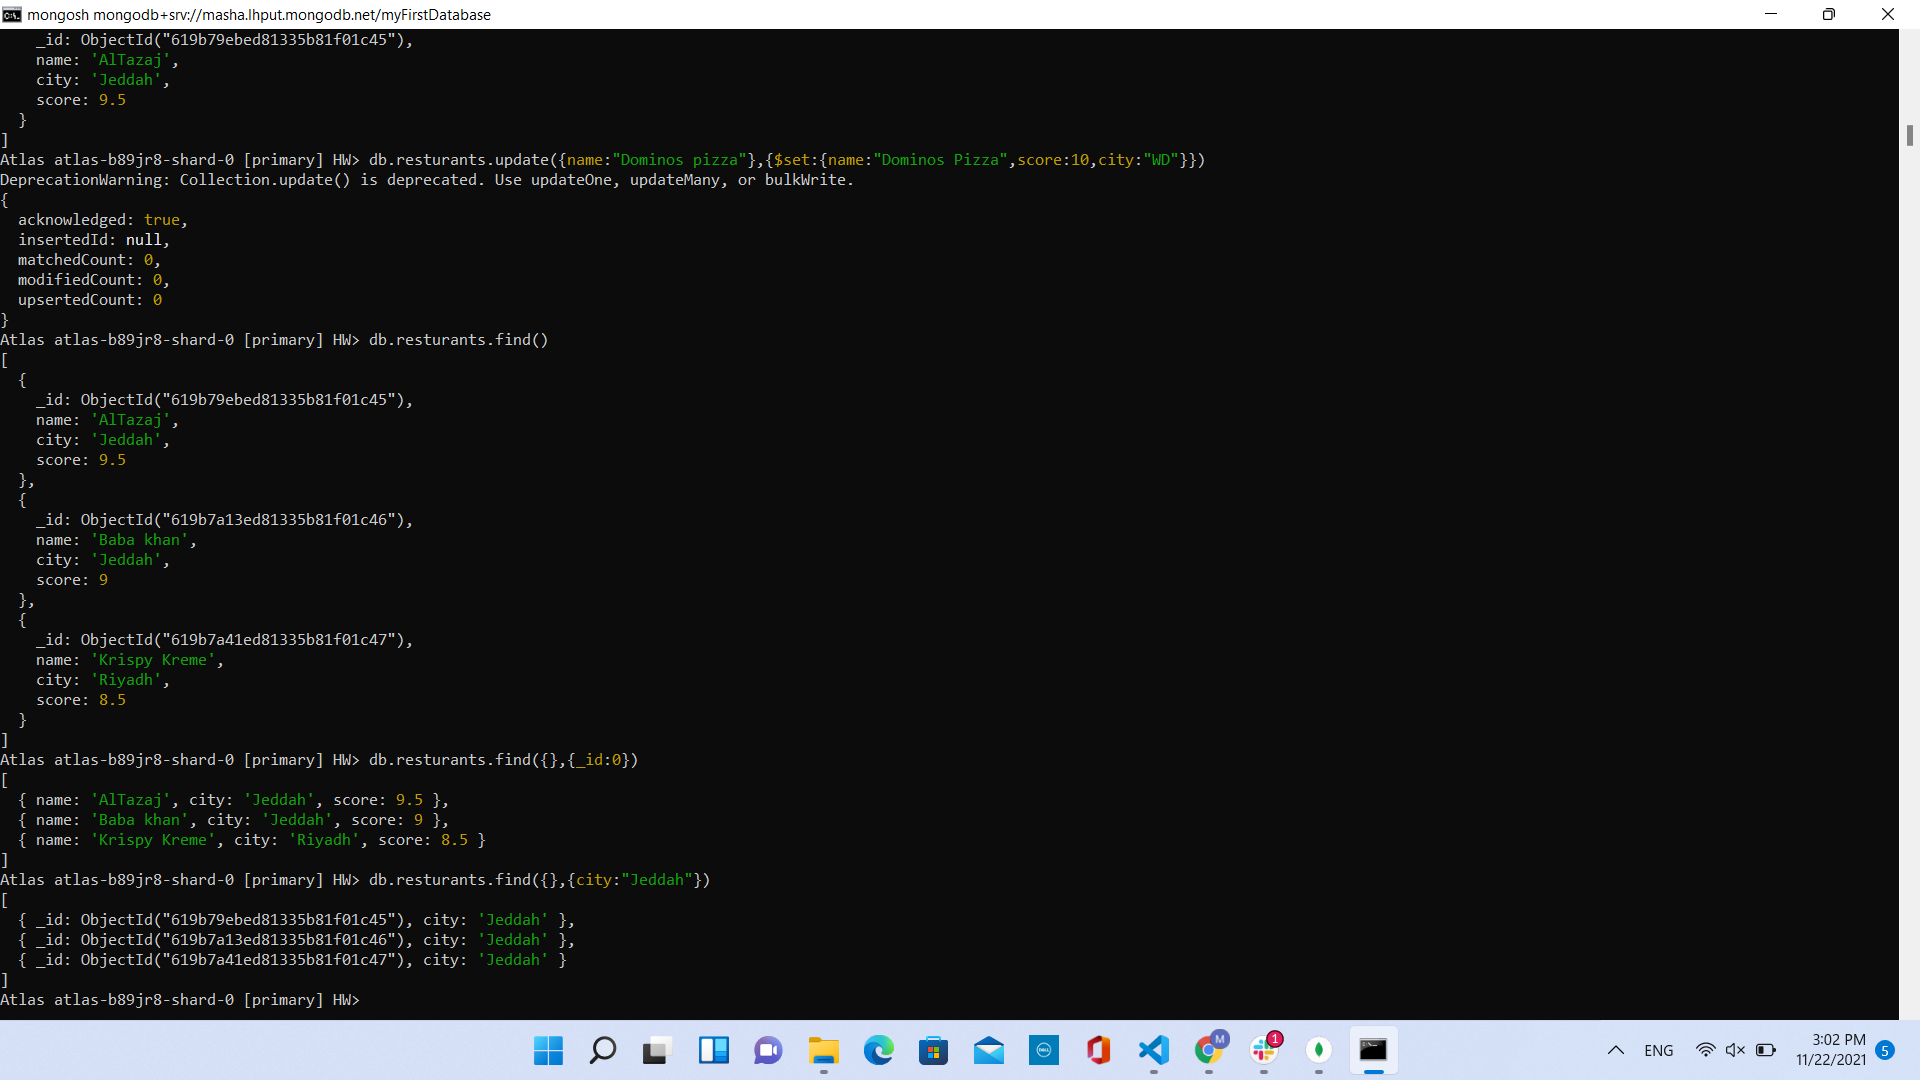 mongosh mongodb+srv://masha.lhput.mongodb.net/myFirstDatabase
    _id: ObjectId("619b79ebed81335b81f01c45"),
    name: 'AlTazaj',
    city: 'Jeddah',
    score: 9.5
  }
]
Atlas atlas-b89jr8-shard-0 [primary] HW> db.resturants.update({name:"Dominos pizza"},{$set:{name:"Dominos Pizza",score:10,city:"WD"}})
DeprecationWarning: Collection.update() is deprecated. Use updateOne, updateMany, or bulkWrite.
{
  acknowledged: true,
  insertedId: null,
  matchedCount: 0,
  modifiedCount: 0,
  upsertedCount: 0
}
Atlas atlas-b89jr8-shard-0 [primary] HW> db.resturants.find()
[
  {
    _id: ObjectId("619b79ebed81335b81f01c45"),
    name: 'AlTazaj',
    city: 'Jeddah',
    score: 9.5
  },
  {
    _id: ObjectId("619b7a13ed81335b81f01c46"),
    name: 'Baba khan',
    city: 'Jeddah',
    score: 9
  },
  {
    _id: ObjectId("619b7a41ed81335b81f01c47"),
    name: 'Krispy Kreme',
    city: 'Riyadh',
    score: 8.5
  }
]
Atlas atlas-b89jr8-shard-0 [primary] HW> db.resturants.find({},{_id:0})
[
  { name: 'AlTazaj', city: 'Jeddah', score: 9.5 },
  { name: 'Baba khan', city: 'Jeddah', score: 9 },
  { name: 'Krispy Kreme', city: 'Riyadh', score: 8.5 }
]
Atlas atlas-b89jr8-shard-0 [primary] HW> db.resturants.find({},{city:"Jeddah"})
[
  { _id: ObjectId("619b79ebed81335b81f01c45"), city: 'Jeddah' },
  { _id: ObjectId("619b7a13ed81335b81f01c46"), city: 'Jeddah' },
  { _id: ObjectId("619b7a41ed81335b81f01c47"), city: 'Jeddah' }
]
Atlas atlas-b89jr8-shard-0 [primary] HW>
DELL
M
1
ENG
3:02 PM
11/22/2021
5